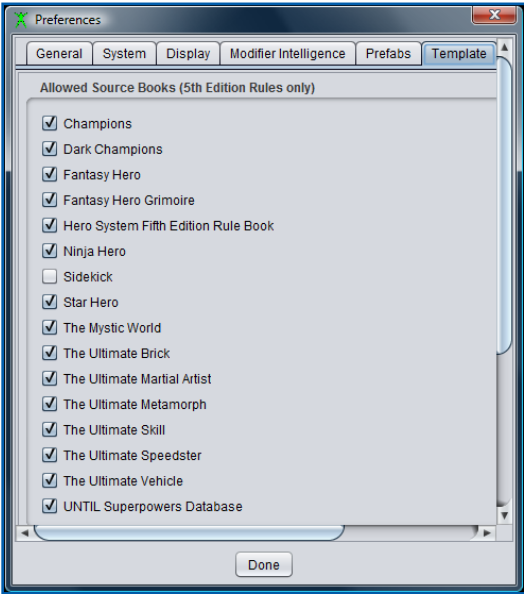 Preferences
General System Display Modifier Intelligence Prefabs Template
Allowed Source Books (5th Edition Rules only)
Champions
Dark Champions
Fantasy Hero
Fantasy Hero Grimoire
Hero System Fifth Edition Rule Book
Ninja Hero
Sidekick
Star Hero
The Mystic World
The Ultimate Brick
The Ultimate Martial Artist
The Ultimate Metamorph
The Ultimate Skill
The Ultimate Speedster
The Ultimate Vehicle
UNTIL Superpowers Database
Done